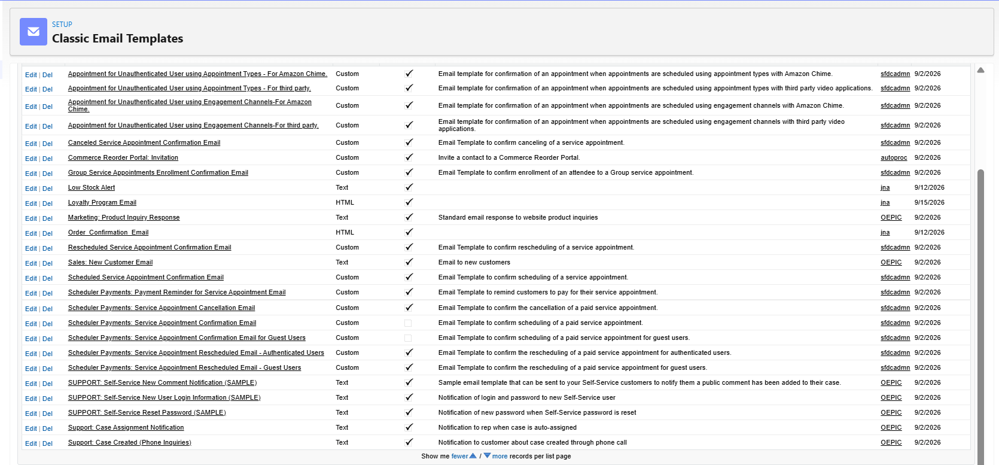 SETUP
Classic Email Templates
Edit | Del Appointment for Unauthenticated User using Appointment Types - For Amazon Chime. Custom Email template for confirmation of an appointment when appointments are scheduled using appointment types with Amazon Chime. sfdcadmn 9/2/2026
Edit | Del Appointment for Unauthenticated User using Appointment Types - For third party. Custom Email template for confirmation of an appointment when appointments are scheduled using appointment types with third party video applications. sfdcadmn 9/2/2026
Edit | Del Appointment for Unauthenticated User using Engagement Channels-For Amazon
Chime. Custom Email template for confirmation of an appointment when appointments are scheduled using engagement channels with Amazon Chime. sfdcadmn 9/2/2026
Edit | Del Appointment for Unauthenticated User using Engagement Channels-For third party. Custom Email template for confirmation of an appointment when appointments are scheduled using engagement channels with third party video
applications. sfdcadmn 9/2/2026
Edit | Del Canceled Service Appointment Confirmation Email Custom Email Template to confirm canceling of a service appointment. sfdcadmn 9/2/2026
Edit | Del Commerce Reorder Portal: Invitation Custom Invite a contact to a Commerce Reorder Portal. autoproc 9/2/2026
Edit | Del Group Service Appointments Enrollment Confirmation Email Custom Email Template to confirm enrollment of an attendee to a Group service appointment. sfdcadmn 9/2/2026
Edit | Del Low Stock Alert Text jna 9/12/2026
Edit | Del Loyalty Program Email HTML jna 9/15/2026
Edit | Del Marketing: Product Inquiry Response Text Standard email response to website product inquiries OEPIC 9/2/2026
Edit | Del Order_Confirmation_Email HTML jna 9/12/2026
Edit | Del Rescheduled Service Appointment Confirmation Email Custom Email Template to confirm rescheduling of a service appointment. sfdcadmn 9/2/2026
Edit | Del Sales: New Customer Email Text Email to new customers OEPIC 9/2/2026
Edit | Del Scheduled Service Appointment Confirmation Email Custom Email Template to confirm scheduling of a service appointment. sfdcadmn 9/2/2026
Edit | Del Scheduler Payments: Payment Reminder for Service Appointment Email Custom Email Template to remind customers to pay for their service appointment. sfdcadmn 9/2/2026
Edit | Del Scheduler Payments: Service Appointment Cancellation Email Custom Email Template to confirm the cancellation of a paid service appointment. sfdcadmn 9/2/2026
Edit | Del Scheduler Payments: Service Appointment Confirmation Email Custom Email Template to confirm scheduling of a paid service appointment. sfdcadmn 9/2/2026
Edit | Del Scheduler Payments: Service Appointment Confirmation Email for Guest Users Custom Email Template to confirm scheduling of a paid service appointment for guest users. sfdcadmn 9/2/2026
Edit | Del Scheduler Payments: Service Appointment Rescheduled Email - Authenticated Users Custom Email Template to confirm the rescheduling of a paid service appointment for authenticated users. sfdcadmn 9/2/2026
Edit | Del Scheduler Payments: Service Appointment Rescheduled Email - Guest Users Custom Email Template to confirm the rescheduling of a paid service appointment for guest users. sfdcadmn 9/2/2026
Edit | Del SUPPORT: Self-Service New Comment Notification (SAMPLE) Text Sample email template that can be sent to your Self-Service customers to notify them a public comment has been added to their case. OEPIC 9/2/2026
Edit | Del SUPPORT: Self-Service New User Login Information (SAMPLE) Text Notification of login and password to new Self-Service user OEPIC 9/2/2026
Edit | Del SUPPORT: Self-Service Reset Password (SAMPLE) Text Notification of new password when Self-Service password is reset OEPIC 9/2/2026
Edit | Del Support: Case Assignment Notification Text Notification to rep when case is auto-assigned OEPIC 9/2/2026
Edit | Del Support: Case Created (Phone Inquiries) Text Notification to customer about case created through phone call OEPIC 9/2/2026
Show me fewer / more records per list page